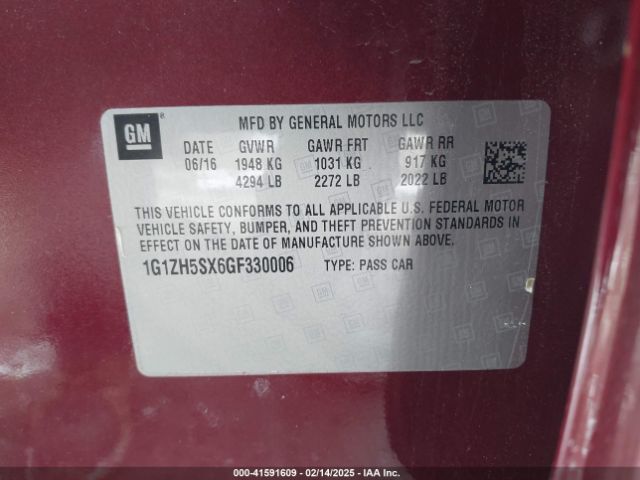 GM ® MFD BY GENERAL MOTORS LLC
DATE GVWR GAWR FRT GAWR RR
06/16 1948 KG 1031 KG 917 KG
4294 LB 2272 LB 2022 LB
THIS VEHICLE CONFORMS TO ALL APPLICABLE U.S. FEDERAL MOTOR
VEHICLE SAFETY, BUMPER, AND THEFT PREVENTION STANDARDS IN
EFFECT ON THE DATE OF MANUFACTURE SHOWN ABOVE.
1G1ZH5SX6GF330006 TYPE: PASS CAR
000-41591609 - 02/14/2025 - IAA Inc.